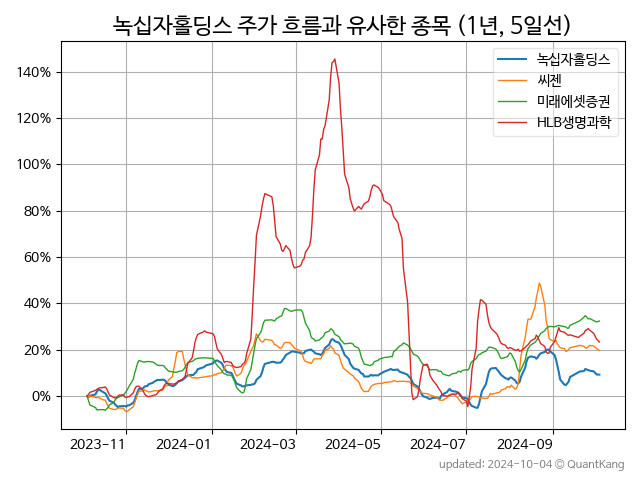 녹십자홀딩스 주가 흐름과 유사한 종목 (1년, 5일선)
녹십자홀딩스
씨젠
미래에셋증권
HLB생명과학
140%
120%
100%
80%
60%
40%
20%
0%
2023-11 2024-01 2024-03 2024-05 2024-07 2024-09
updated: 2024-10-04 © QuantKang